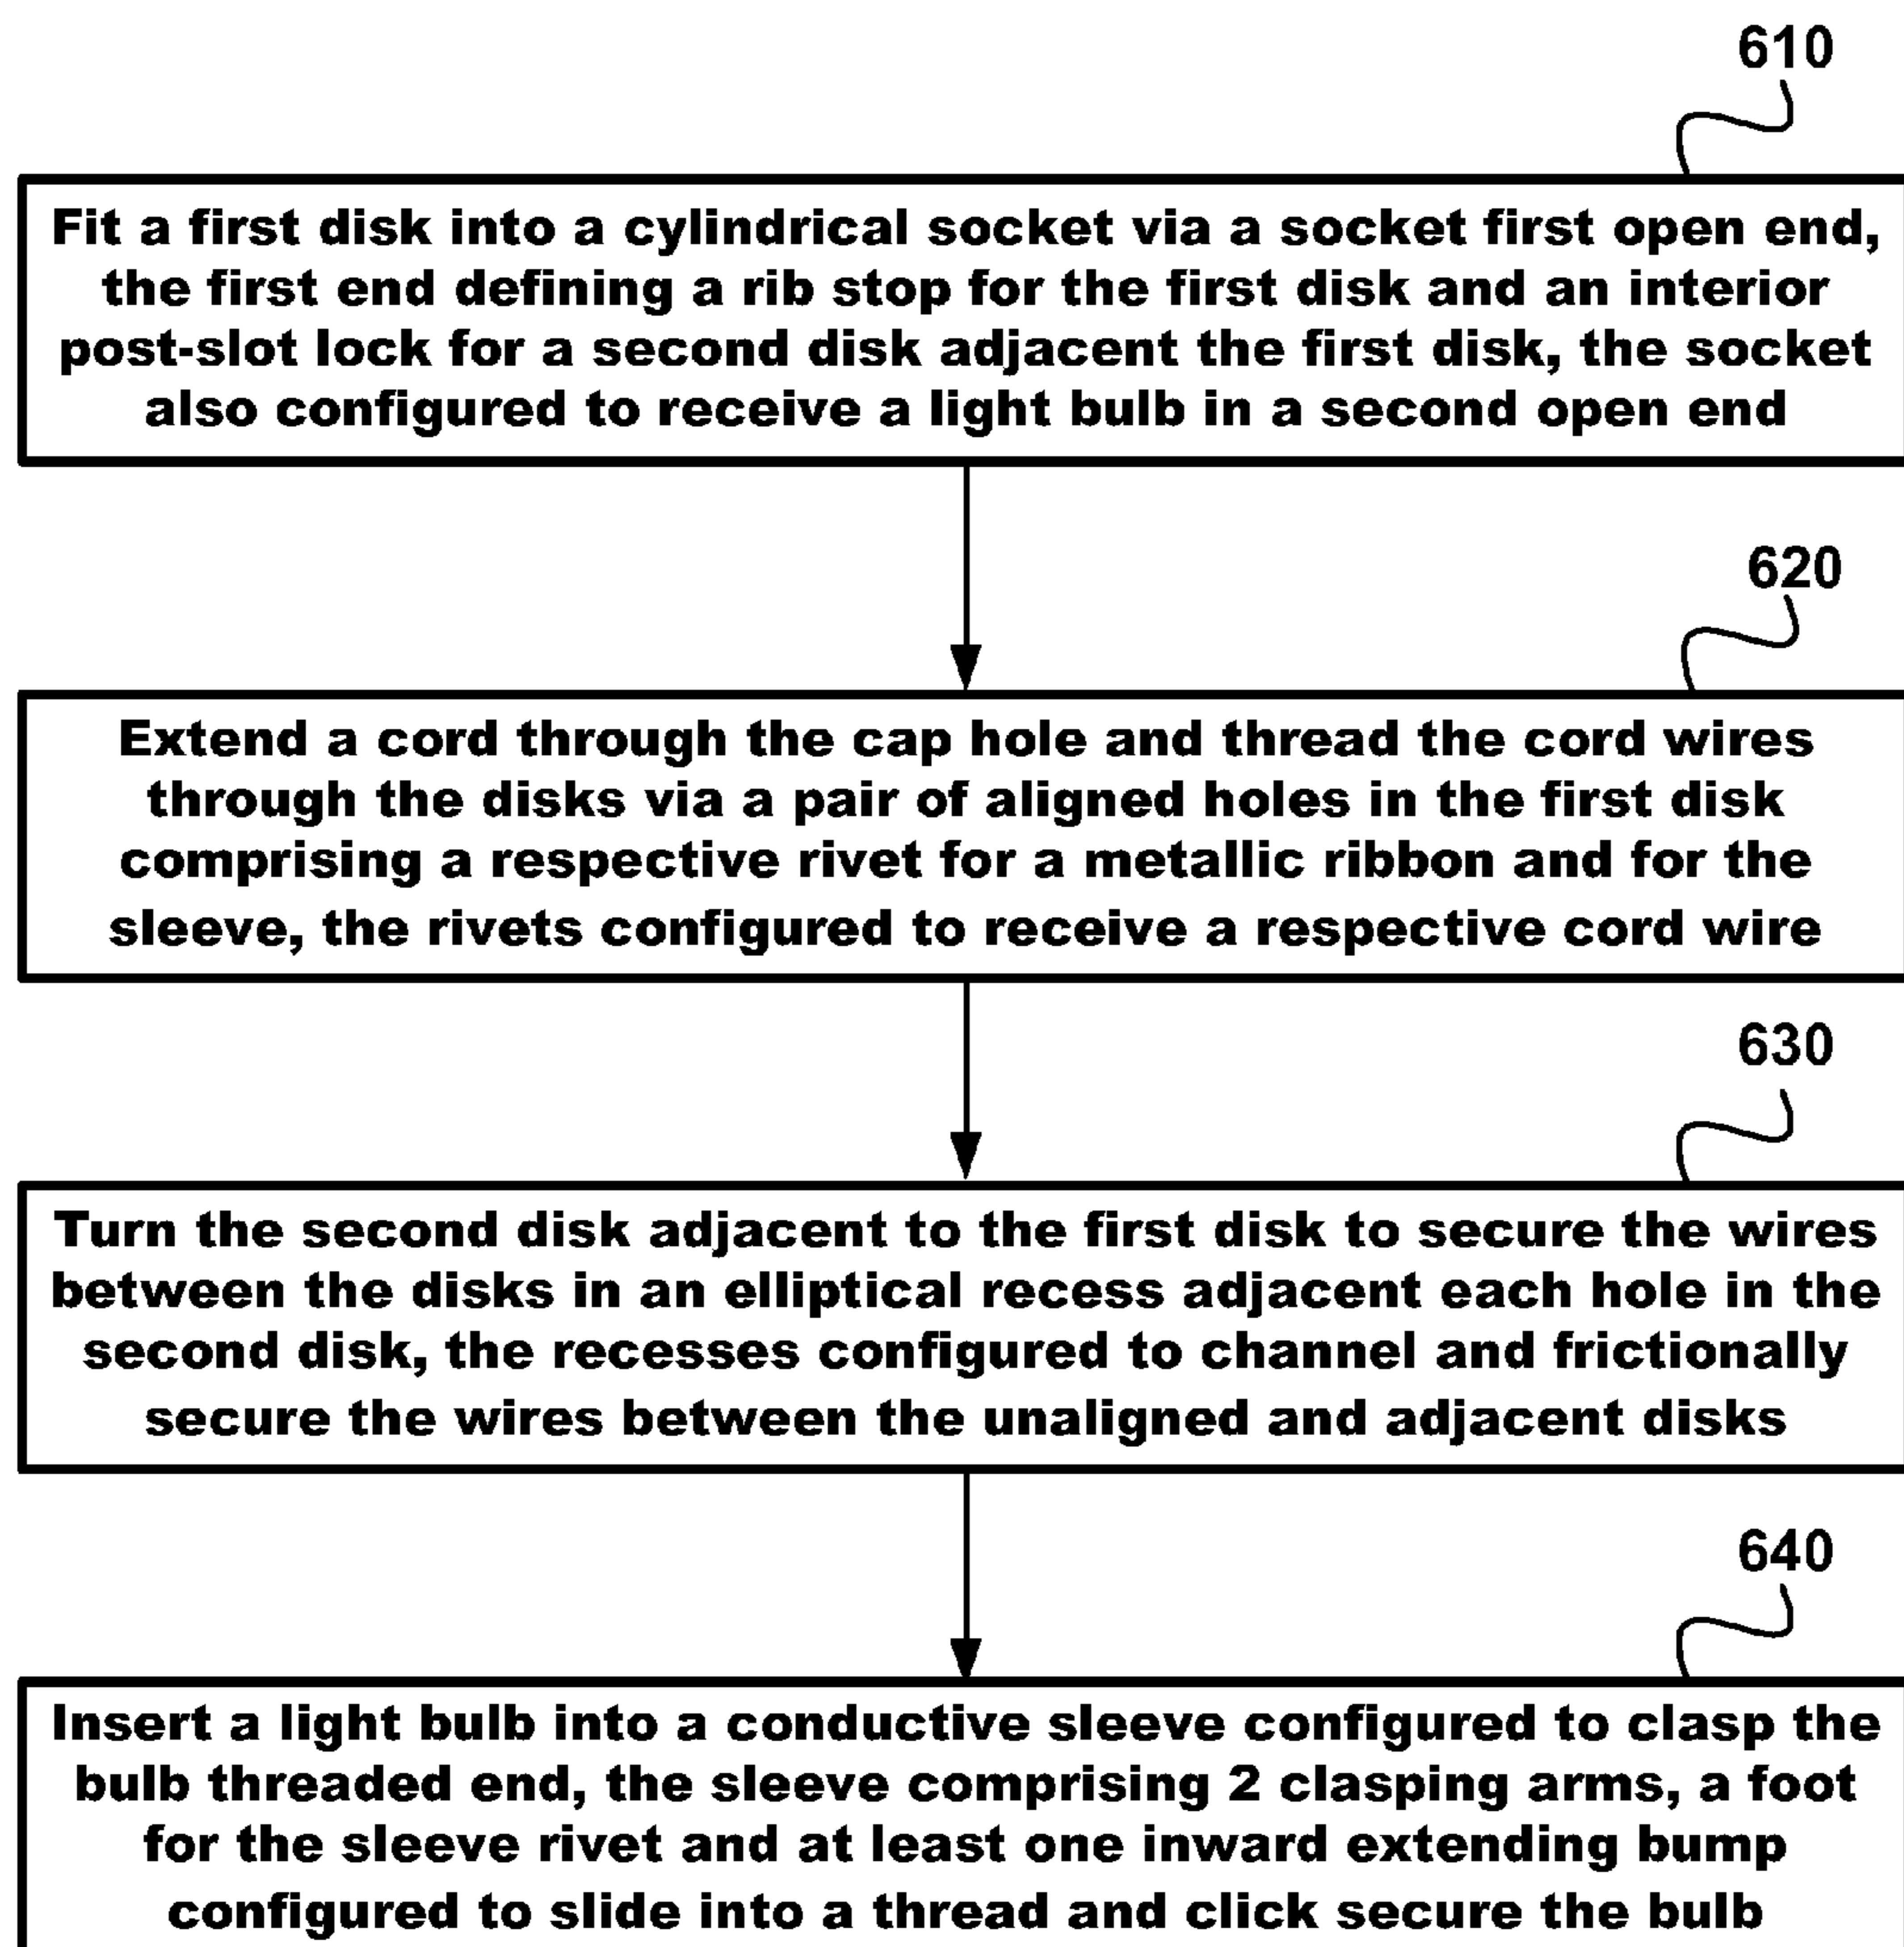 610
Fit a first disk into a cylindrical socket via a socket first open end,
the first end defining a rib stop for the first disk and an interior
post-slot lock for a second disk adjacent the first disk, the socket
also configured to receive a light bulb in a second open end
620
Extend a cord through the cap hole and thread the cord wires
through the disks via a pair of aligned holes in the first disk
comprising a respective rivet for a metallic ribbon and for the
sleeve, the rivets configured to receive a respective cord wire
630
Turn the second disk adjacent to the first disk to secure the wires
between the disks in an elliptical recess adjacent each hole in the
second disk, the recesses configured to channel and frictionally
secure the wires between the unaligned and adjacent disks
640
Insert a light bulb into a conductive sleeve configured to clasp the
bulb threaded end, the sleeve comprising 2 clasping arms, a foot
for the sleeve rivet and at least one inward extending bump
configured to slide into a thread and click secure the bulb